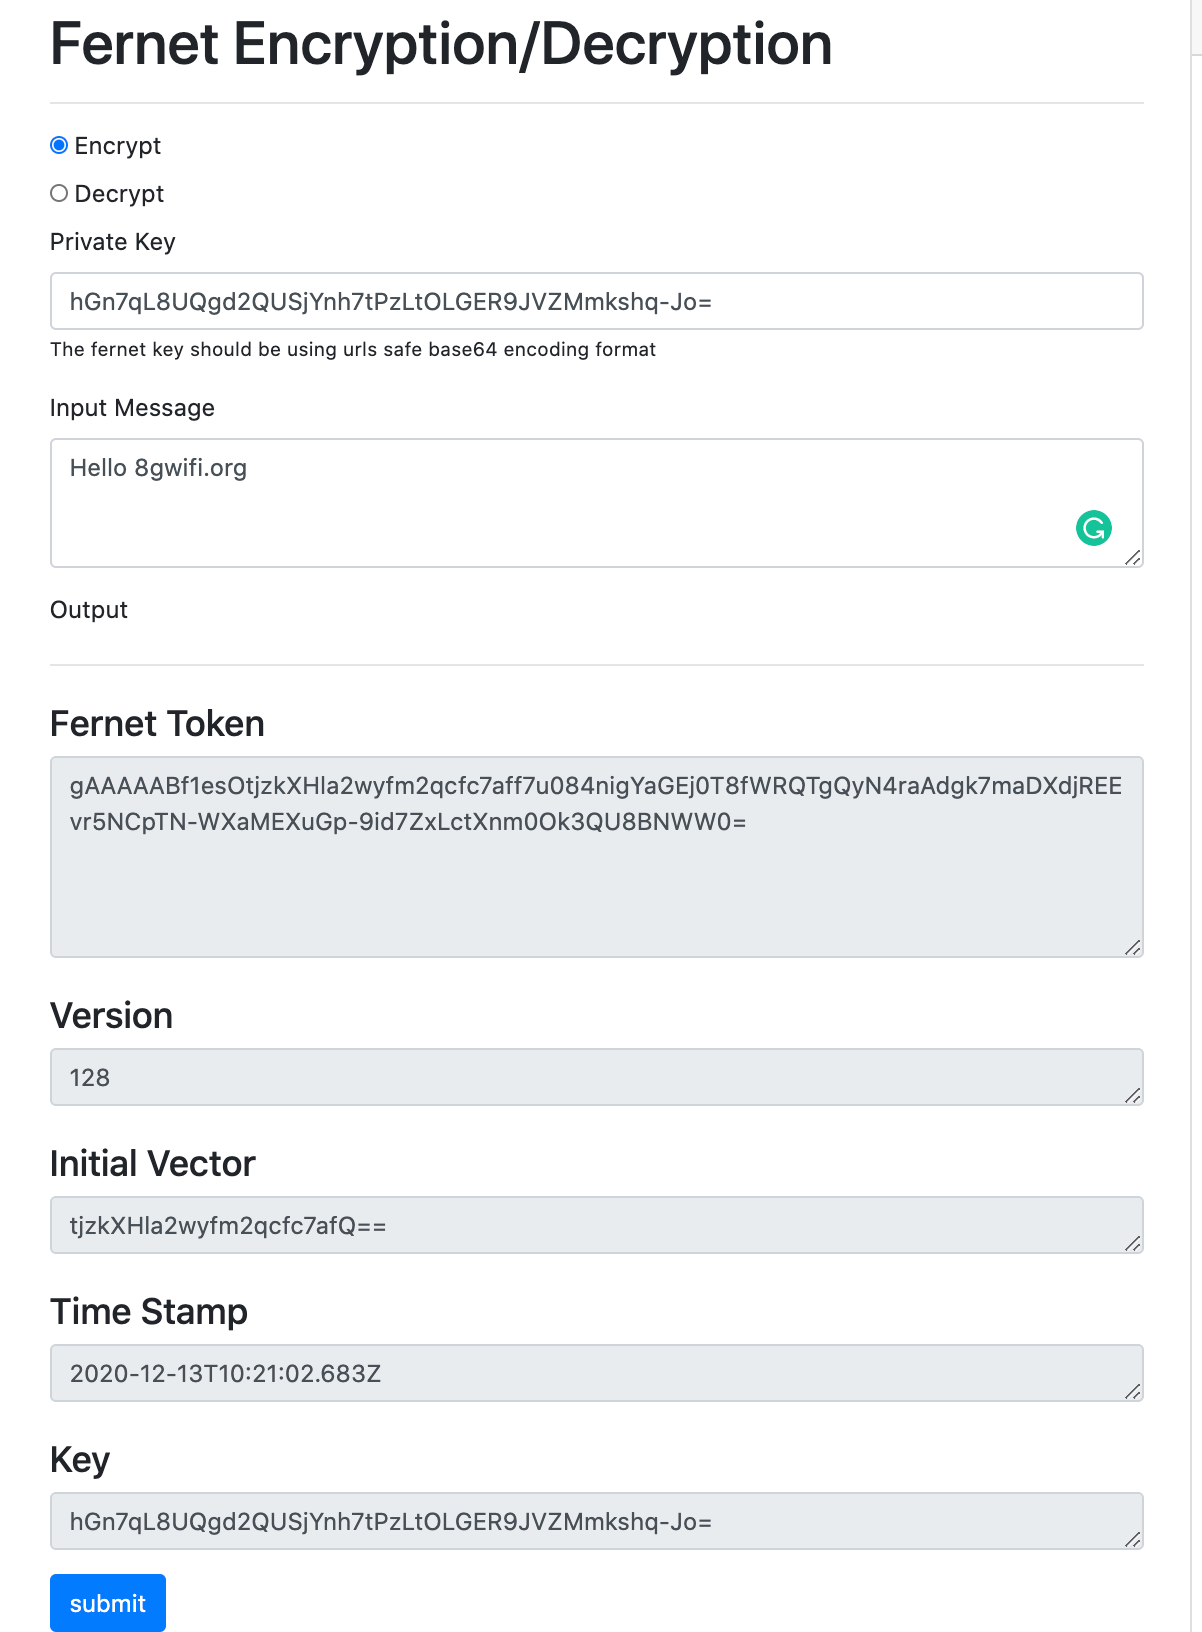 Fernet Encryption/Decryption
Encrypt
Decrypt
Private Key
hGn7qL8UQgd2QUSjYnh7tPzLtOLGER9JVZMmkshq-Jo=
The fernet key should be using urls safe base64 encoding format
Input Message
Hello 8gwifi.org
Output
Fernet Token
gAAAAABf1esOtjzkXHla2wyfm2qcfc7aff7u084nigYaGEj0T8fWRQTgQyN4raAdgk7maDXdjREE
vr5NCpTN-WXaMEXuGp-9id7ZxLctXnm0Ok3QU8BNWW0=
Version
128
Initial Vector
tjzkXHla2wyfm2qcfc7afQ==
Time Stamp
2020-12-13T10:21:02.683Z
Key
hGn7qL8UQgd2QUSjYnh7tPzLtOLGER9JVZMmkshq-Jo=
submit